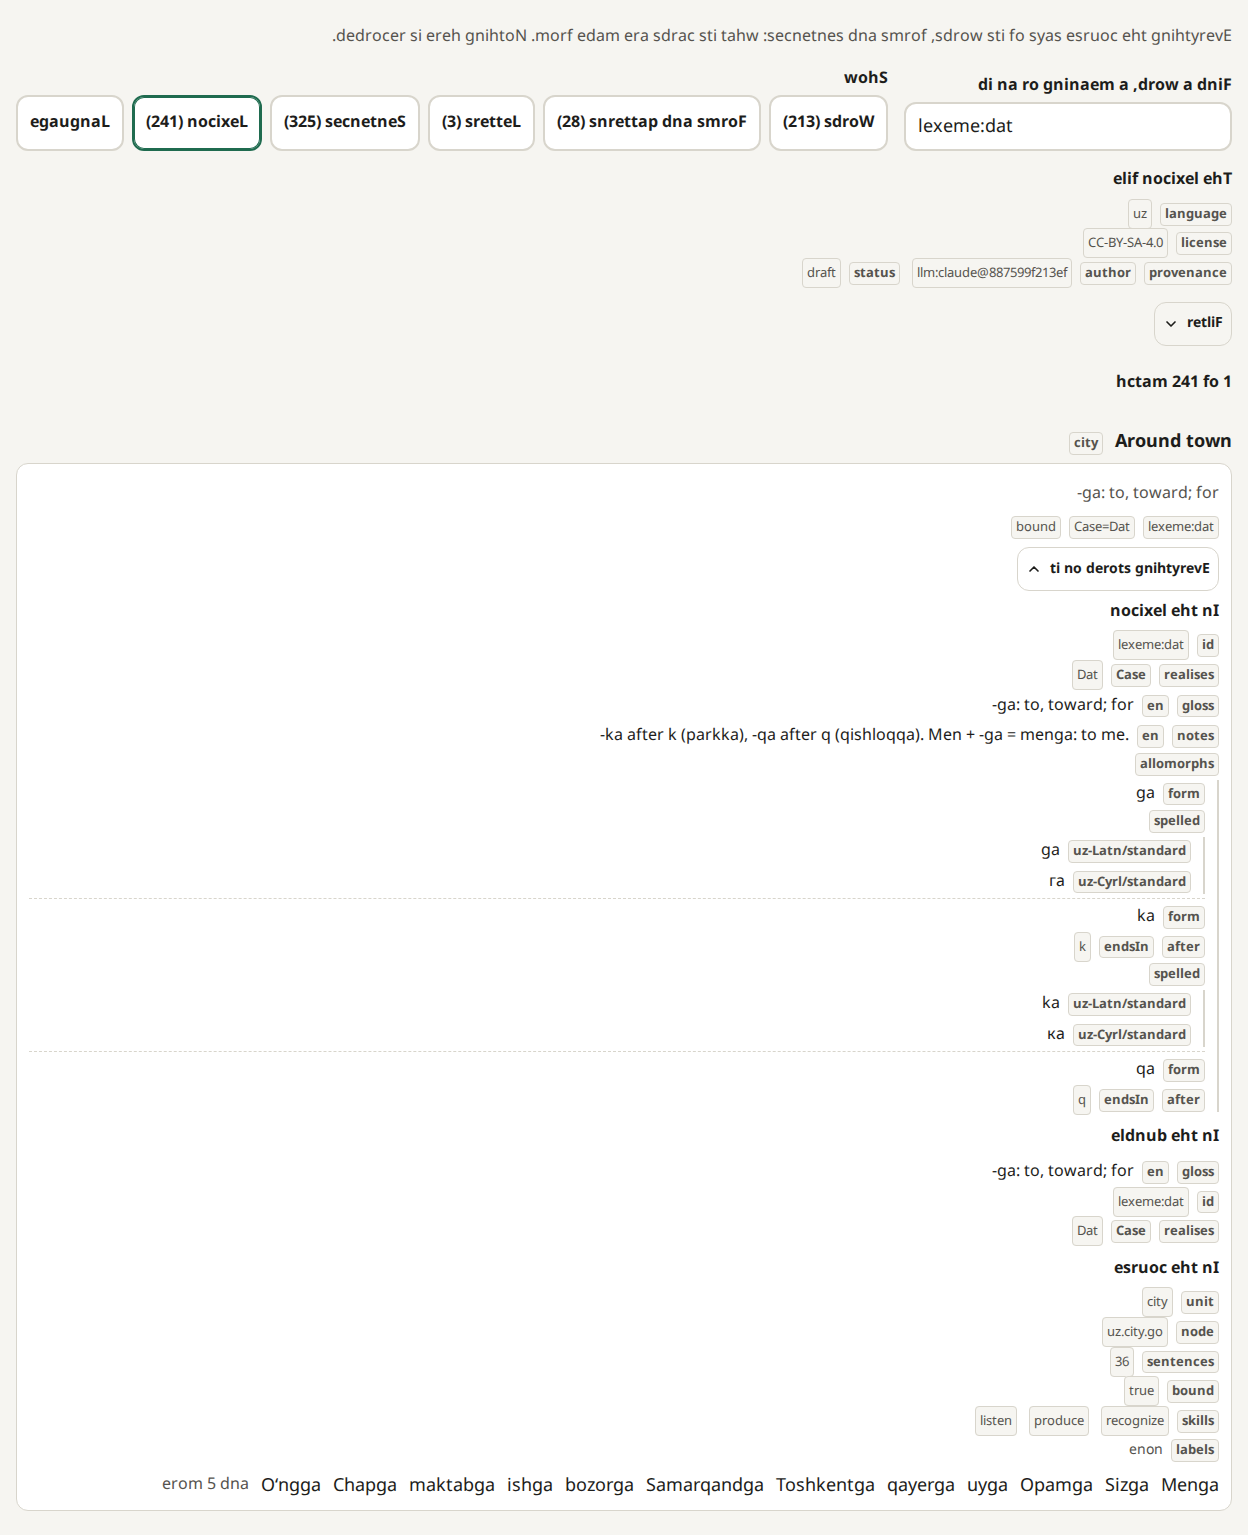 .dedrocer si ereh gnihtoN .morf edam era sdrac sti tahw :secnetnes dna smrof ,sdrow sti fo syas esruoc eht gnihtyrevE
di na ro gninaem a ,drow a dniF
lexeme:dat
wohS
(213) sdroW
(28) snrettap dna smroF
(3) sretteL
(325) secnetneS
(241) nocixeL
egaugnaL
elif nocixel ehT
language uz
license CC-BY-SA-4.0
provenance author llm:claude@887599f213ef status draft
retliF
hctam 241 fo 1
Around town city
-ga: to, toward; for
lexeme:dat Case=Dat bound
ti no derots gnihtyrevE
nocixel eht nI
id lexeme:dat
realises Case Dat
gloss en -ga: to, toward; for
notes en -ka after k (parkka), -qa after q (qishloqqa). Men + -ga = menga: to me.
allomorphs
form ga
spelled
uz-Latn/standard ga
uz-Cyrl/standard га
form ka
after endsIn k
spelled
uz-Latn/standard ka
uz-Cyrl/standard ка
form qa
after endsIn q
eldnub eht nI
gloss en -ga: to, toward; for
id lexeme:dat
realises Case Dat
esruoc eht nI
unit city
node uz.city.go
sentences 36
bound true
skills recognize produce listen
labels enon
Menga Sizga Opamga uyga qayerga Toshkentga Samarqandga bozorga ishga maktabga Chapga Oʻngga erom 5 dna